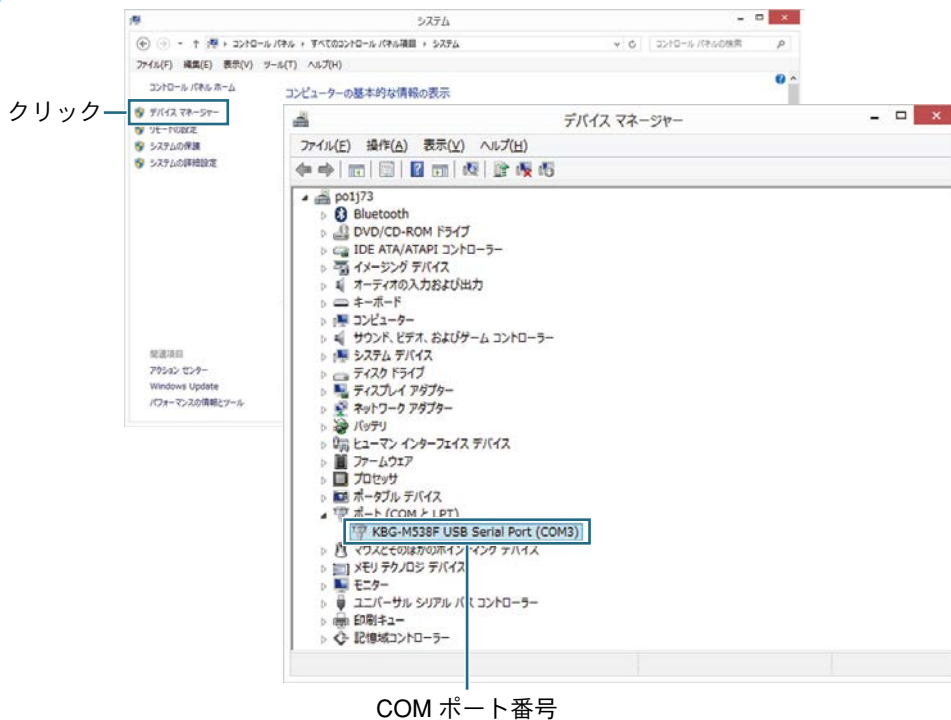 システム
コントロール パネル すべてのコントロール パネル項目 システム
コントロール パネルの検索
ファイル(F) 編集(E) 表示(V) ツール(T) ヘルプ(H)
コントロール パネル ホーム
コンピューターの基本的な情報の表示
クリック
デバイス マネージャー
リモートの設定
システムの保護
システムの詳細設定
関連項目
アクション センター
Windows Update
パフォーマンスの情報とツール
デバイス マネージャー
ファイル(F) 操作(A) 表示(V) ヘルプ(H)
po1j73
Bluetooth
DVD/CD-ROM ドライブ
IDE ATA/ATAPI コントローラー
イメージング デバイス
オーディオの入力および出力
キーボード
コンピューター
サウンド、ビデオ、およびゲーム コントローラー
システム デバイス
ディスク ドライブ
ディスプレイ アダプター
ネットワーク アダプター
バッテリ
ヒューマン インターフェイス デバイス
ファームウェア
プロセッサ
ポータブル デバイス
ポート (COM と LPT)
KBG-M538F USB Serial Port (COM3)
マウスとそのほかのポインティング デバイス
メモリ テクノロジ デバイス
モニター
ユニバーサル シリアル バス コントローラー
印刷キュー
記憶域コントローラー
COM ポート番号